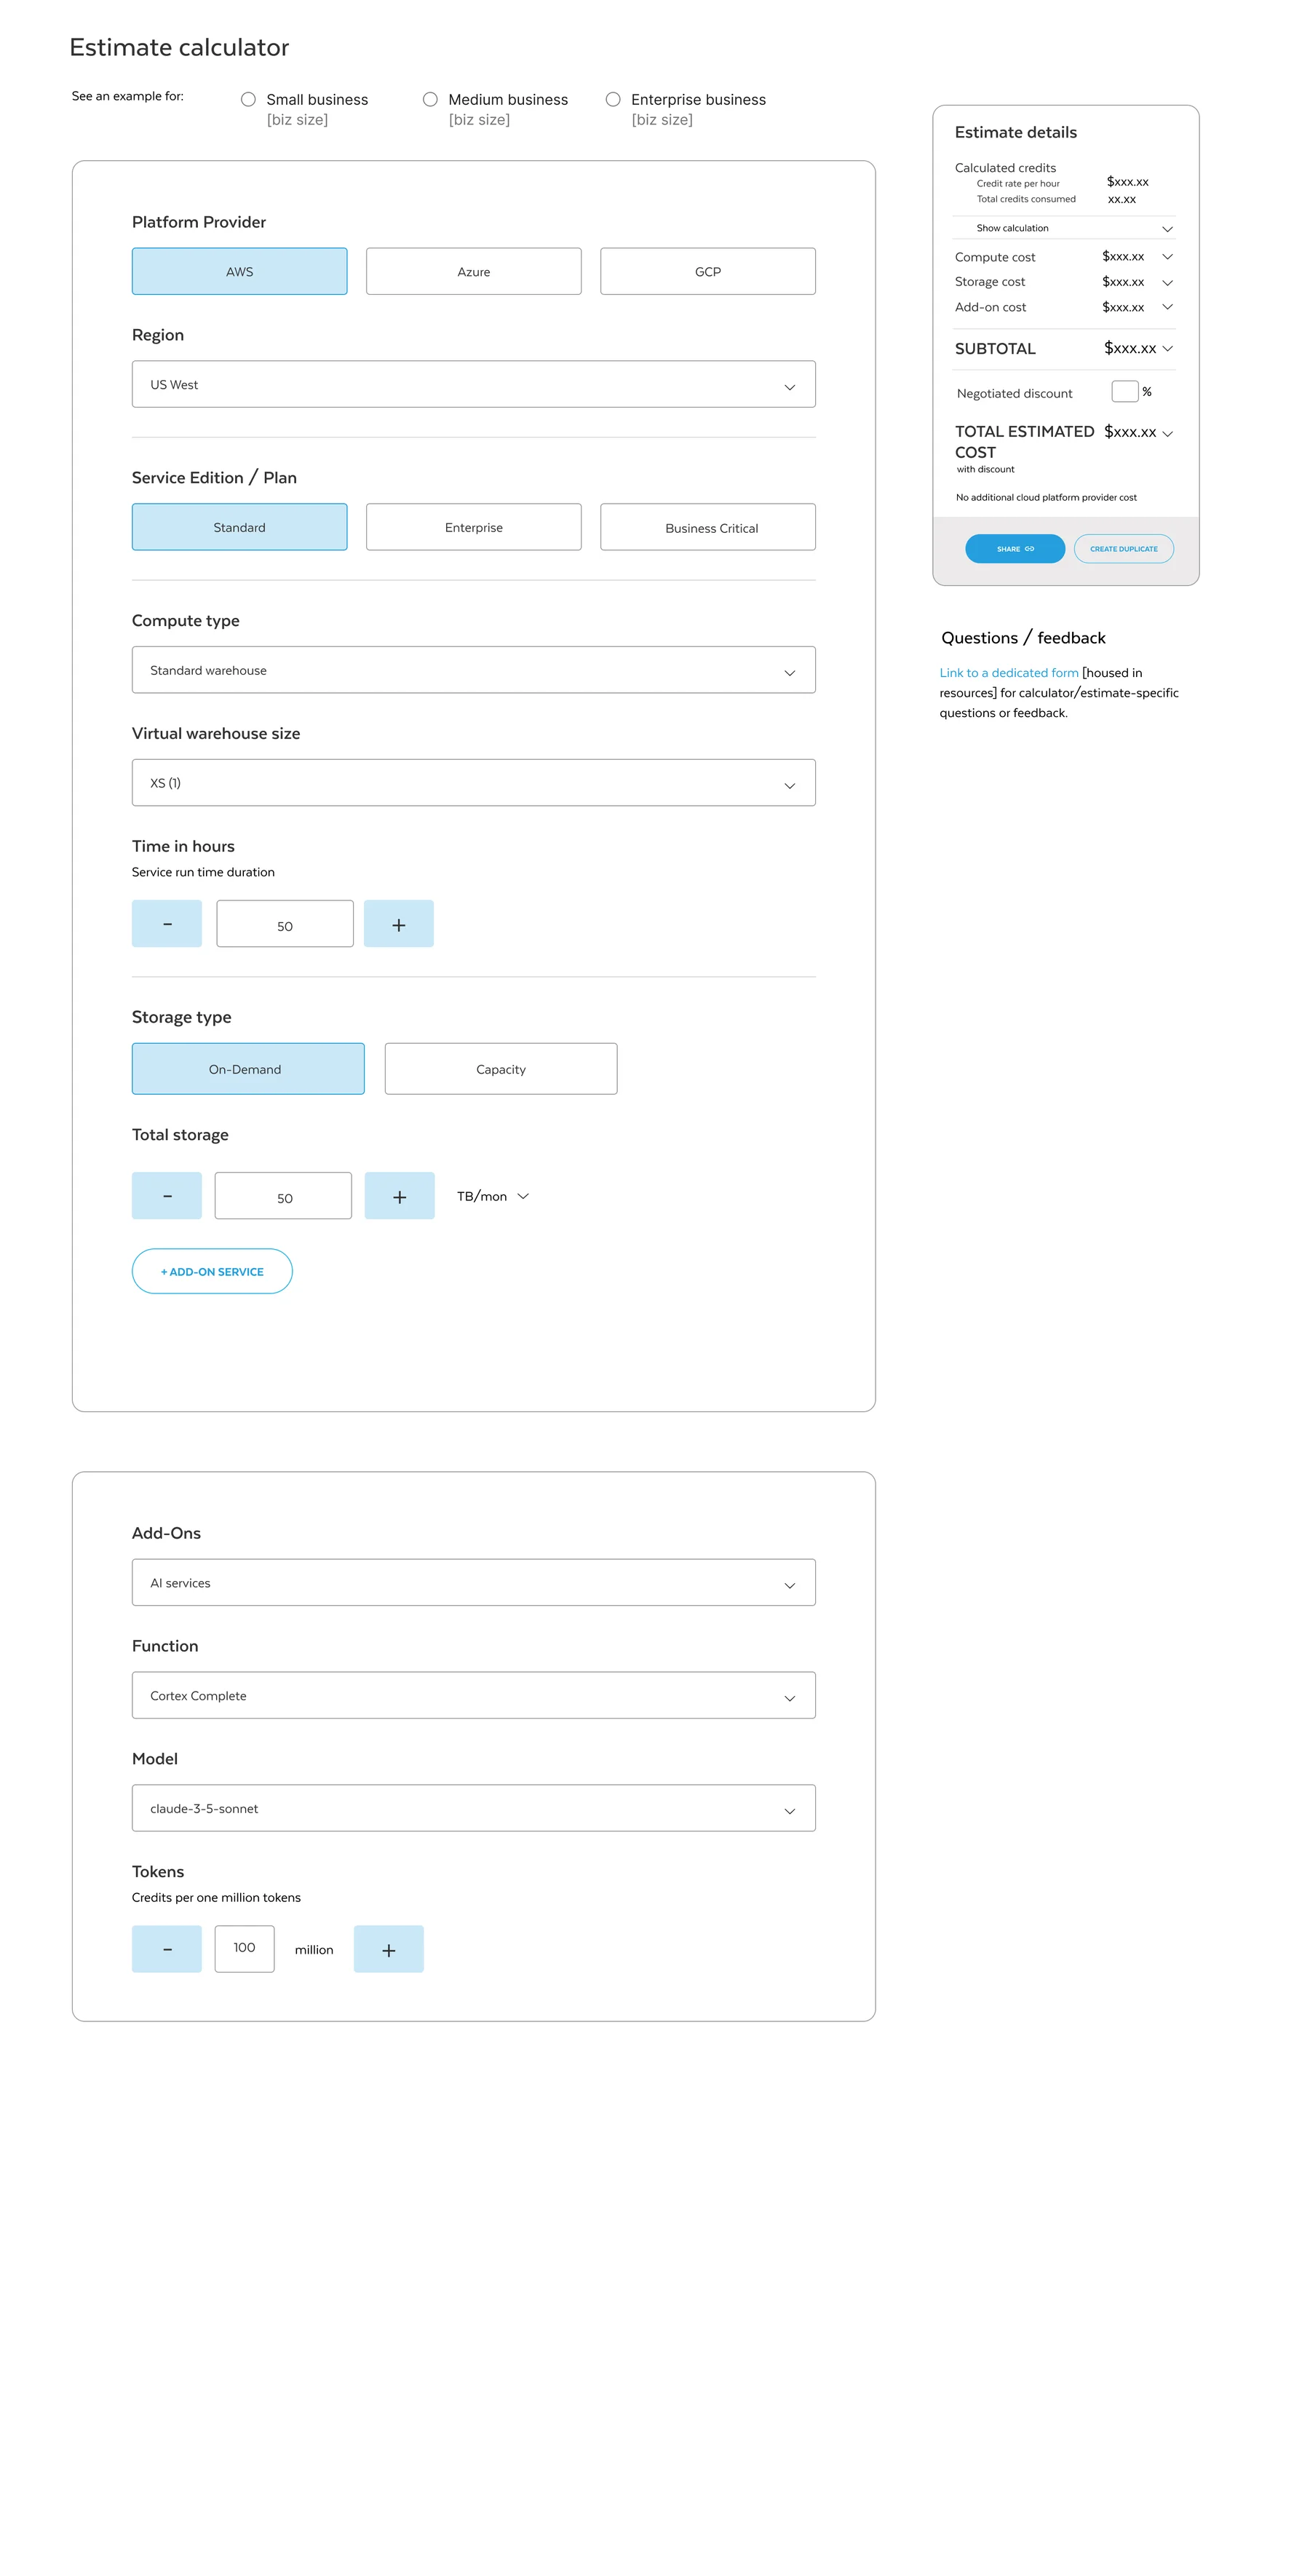 Estimate calculator
See an example for:
Small business
[biz size]
Medium business
[biz size]
Enterprise business
[biz size]
Platform Provider
AWS
Azure
GCP
Region
US West
Service Edition / Plan
Standard
Enterprise
Business Critical
Compute type
Standard warehouse
Virtual warehouse size
XS (1)
Time in hours
Service run time duration
-
50
+
Storage type
On-Demand
Capacity
Total storage
-
50
+
TB/mon
+ ADD-ON SERVICE
Add-Ons
AI services
Function
Cortex Complete
Model
claude-3-5-sonnet
Tokens
Credits per one million tokens
-
100
million
+
Estimate details
Calculated credits
Credit rate per hour $xxx.xx
Total credits consumed xx.xx
Show calculation
Compute cost $xxx.xx
Storage cost $xxx.xx
Add-on cost $xxx.xx
SUBTOTAL $xxx.xx
Negotiated discount %
TOTAL ESTIMATED $xxx.xx
COST
with discount
No additional cloud platform provider cost
SHARE
CREATE DUPLICATE
Questions / feedback
Link to a dedicated form [housed in
resources] for calculator/estimate-specific
questions or feedback.